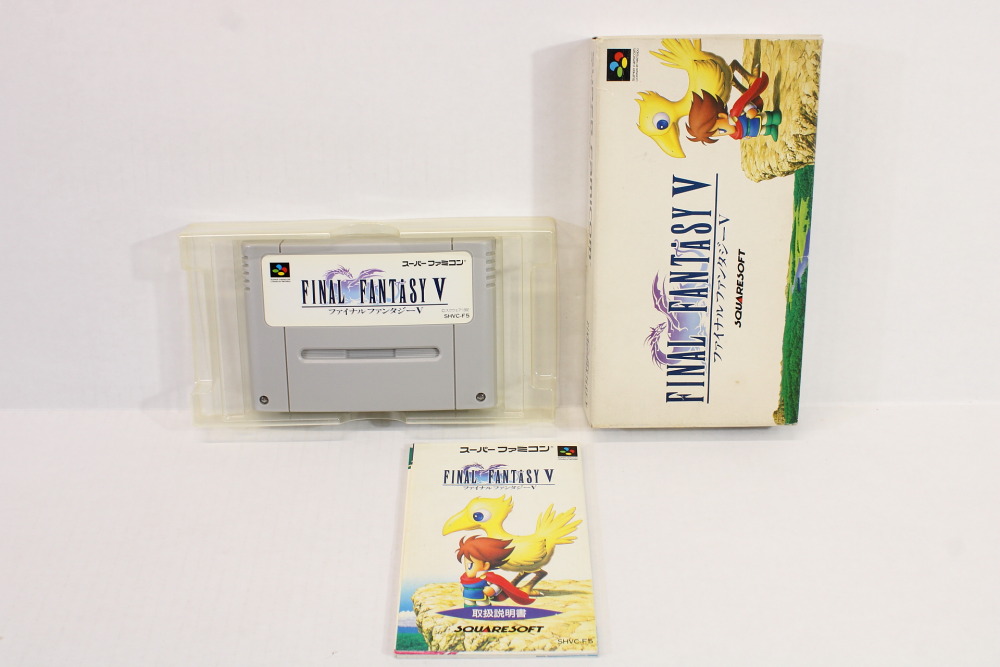 スーパーファミコン
FINAL FANTASY V
ファイナルファンタジーV
SHVC-F5
FINAL FANTASY V
ファイナルファンタジーV
SQUARESOFT
スーパーファミコン
FINAL FANTASY V
ファイナルファンタジーV
取扱説明書
SQUARESOFT
SHVC-F5